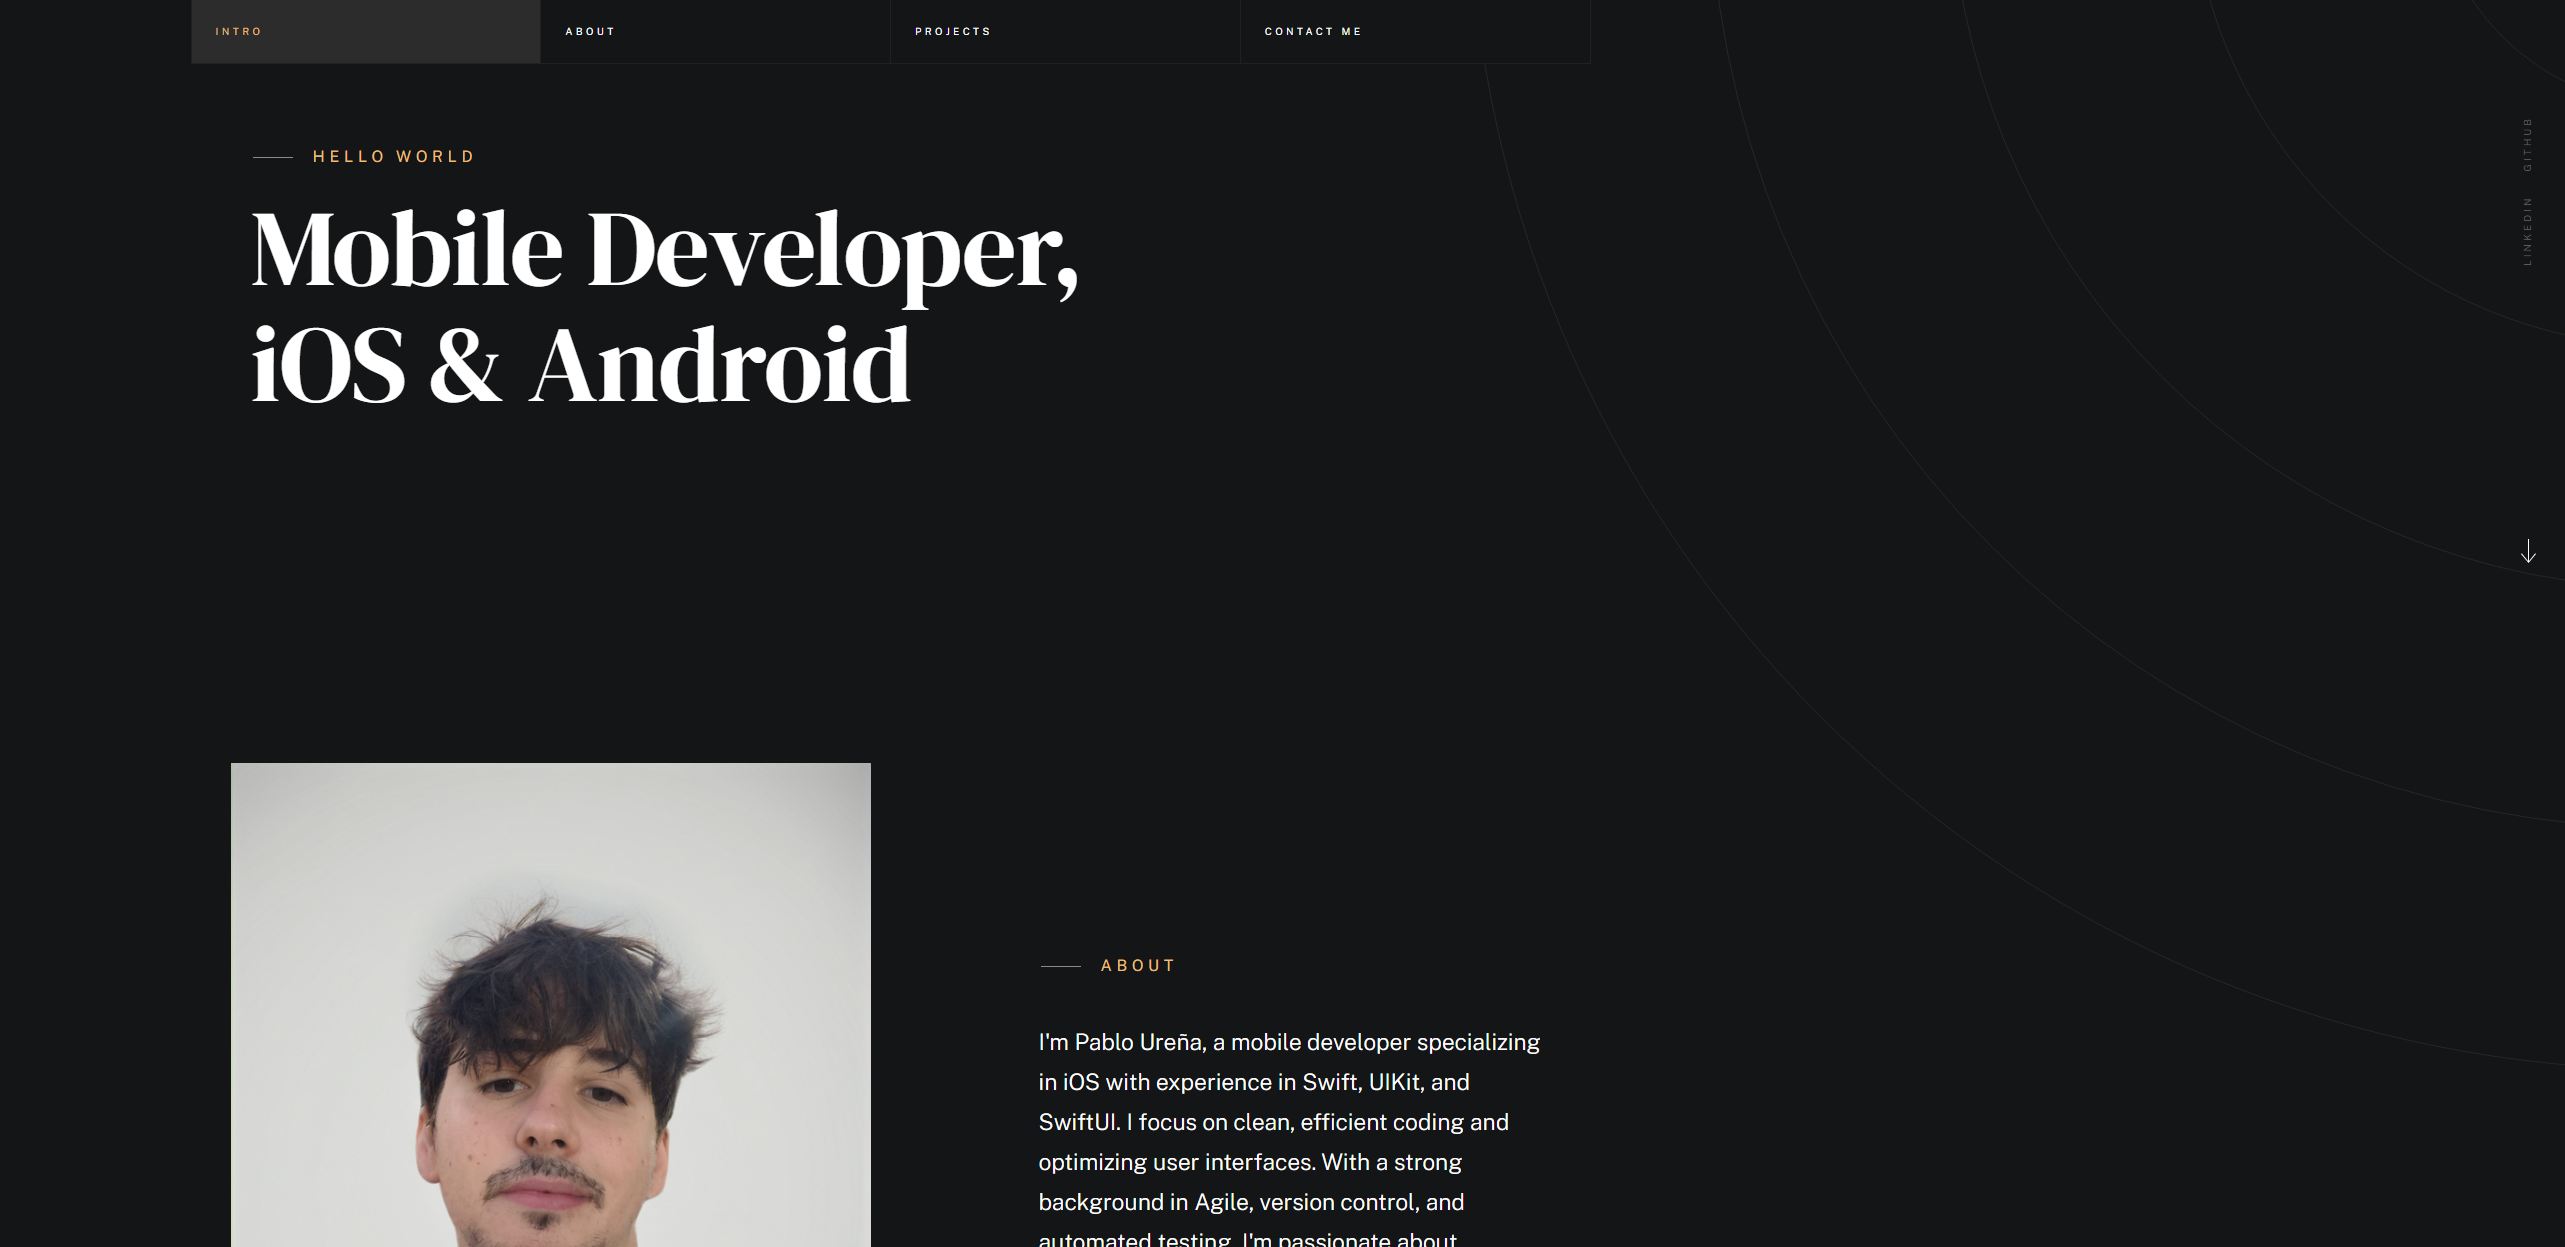 INTRO
ABOUT
PROJECTS
CONTACT ME
GITHUB
LINKEDIN
HELLO WORLD
Mobile Developer,
iOS & Android
ABOUT
I'm Pablo Ureña, a mobile developer specializing
in iOS with experience in Swift, UIKit, and
SwiftUI. I focus on clean, efficient coding and
optimizing user interfaces. With a strong
background in Agile, version control, and
automated testing, I'm passionate about